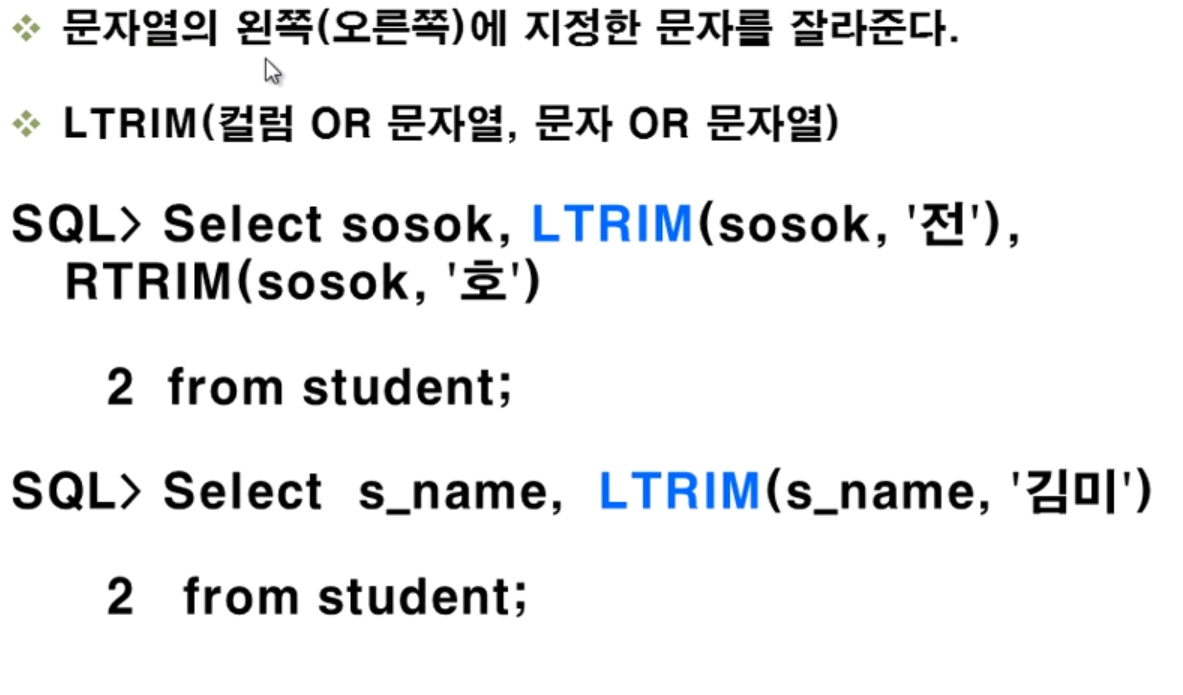 문자열의 왼쪽(오른쪽)에 지정한 문자를 잘라준다.
LTRIM(컬럼 OR 문자열, 문자 OR 문자열)
SQL> Select sosok, LTRIM(sosok, '전'),
RTRIM(sosok, '호')
2 from student;
SQL> Select s_name, LTRIM(s_name, '김미')
2 from student;